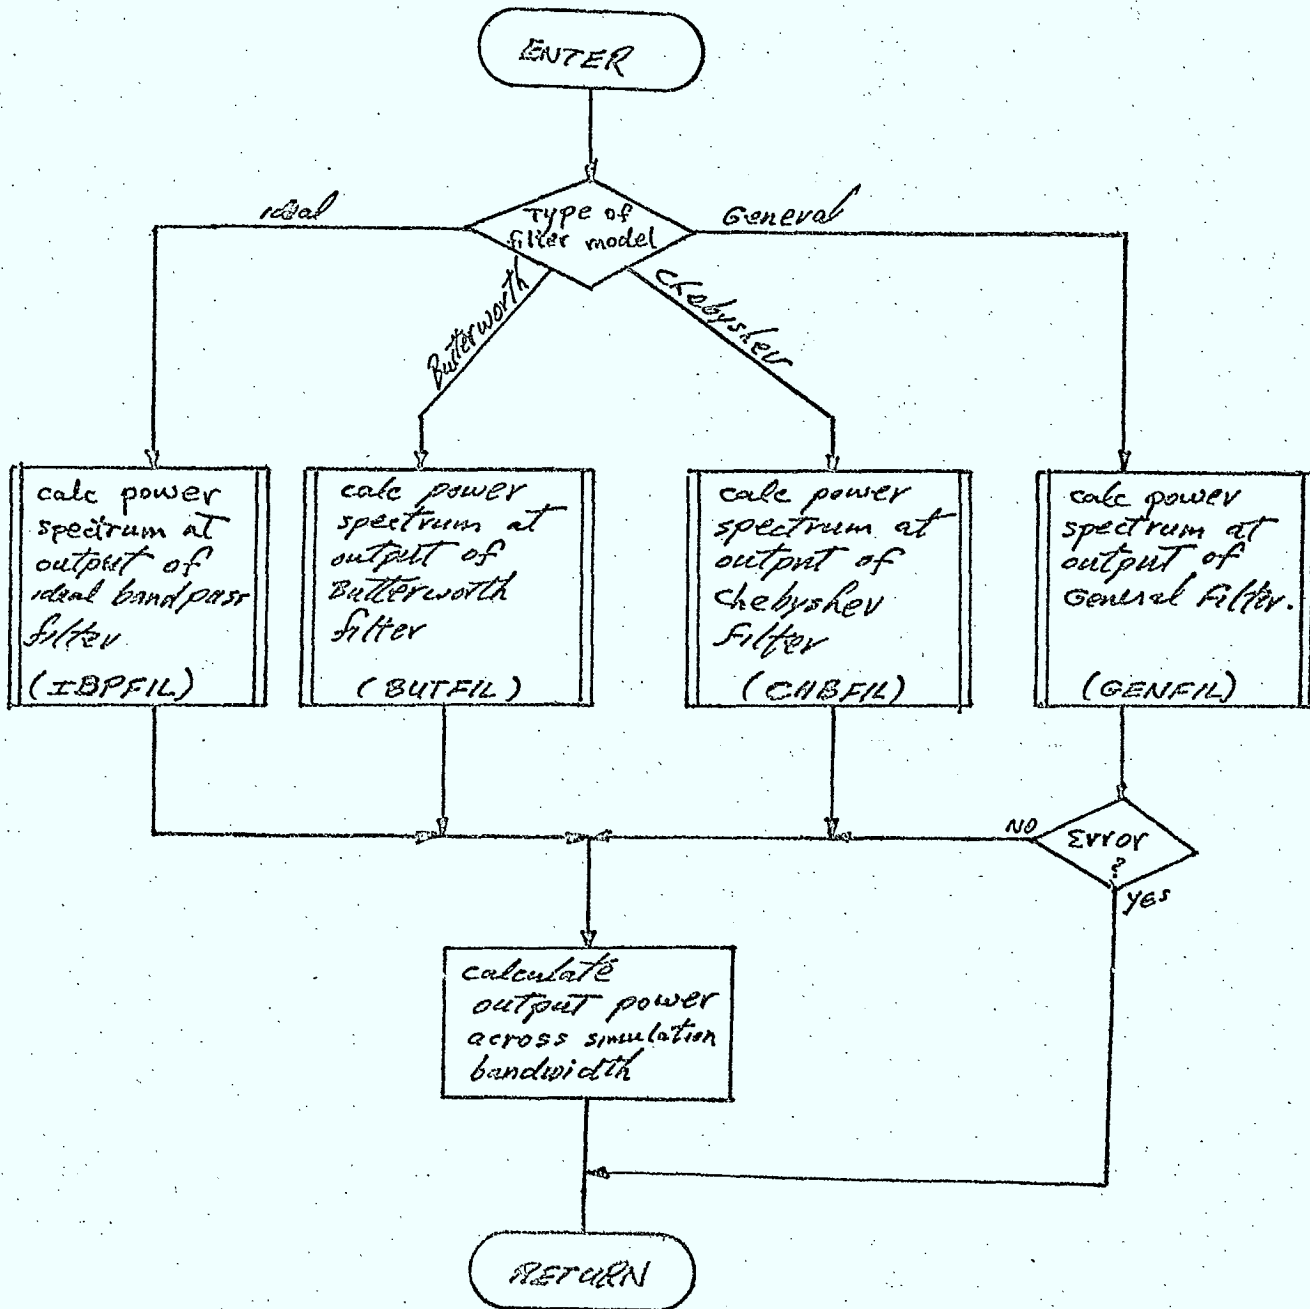 ENTER
Type of
filter model
ideal
General
Butterworth
Chebyshev
calc power
spectrum at
output of
ideal bandpass
filter
(IBPFIL)
calc power
spectrum at
output of
Butterworth
filter
(BUTFIL)
calc power
spectrum at
output of
Chebyshev
Filter
(CHBFIL)
calc power
spectrum at
output of
General Filter.
(GENFIL)
NO
Error
?
YES
calculate
output power
across simulation
bandwidth
RETURN